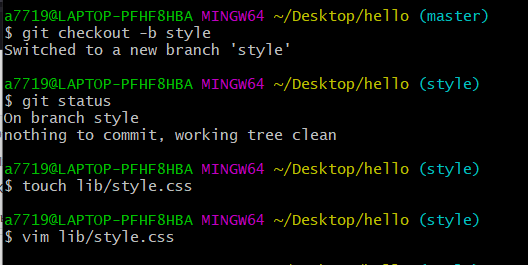 a7719@LAPTOP-PFHF8HBA MINGW64 ~/Desktop/hello (master)
$ git checkout -b style
Switched to a new branch 'style'
a7719@LAPTOP-PFHF8HBA MINGW64 ~/Desktop/hello (style)
$ git status
On branch style
nothing to commit, working tree clean
a7719@LAPTOP-PFHF8HBA MINGW64 ~/Desktop/hello (style)
$ touch lib/style.css
a7719@LAPTOP-PFHF8HBA MINGW64 ~/Desktop/hello (style)
$ vim lib/style.css